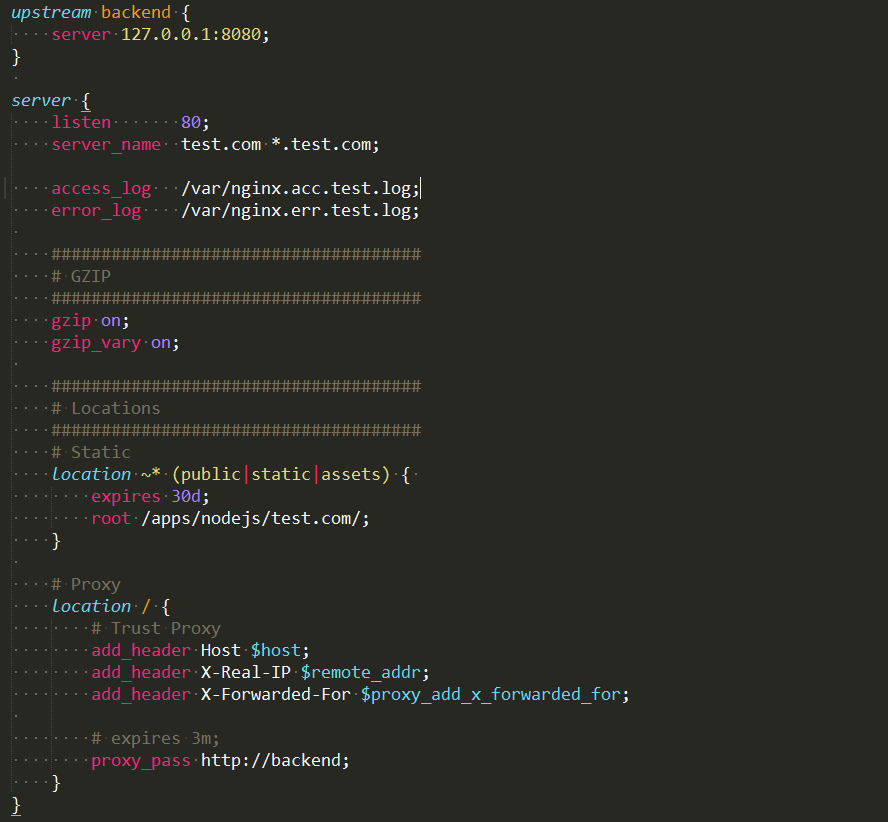 upstream backend {
    server 127.0.0.1:8080;
}

server {
    listen       80;
    server_name  test.com *.test.com;

    access_log   /var/nginx.acc.test.log;
    error_log    /var/nginx.err.test.log;

    #####################################
    # GZIP
    #####################################
    gzip on;
    gzip_vary on;

    #####################################
    # Locations
    #####################################
    # Static
    location ~* (public|static|assets) {
        expires 30d;
        root /apps/nodejs/test.com/;
    }

    # Proxy
    location / {
        # Trust Proxy
        add_header Host $host;
        add_header X-Real-IP $remote_addr;
        add_header X-Forwarded-For $proxy_add_x_forwarded_for;

        # expires 3m;
        proxy_pass http://backend;
    }
}